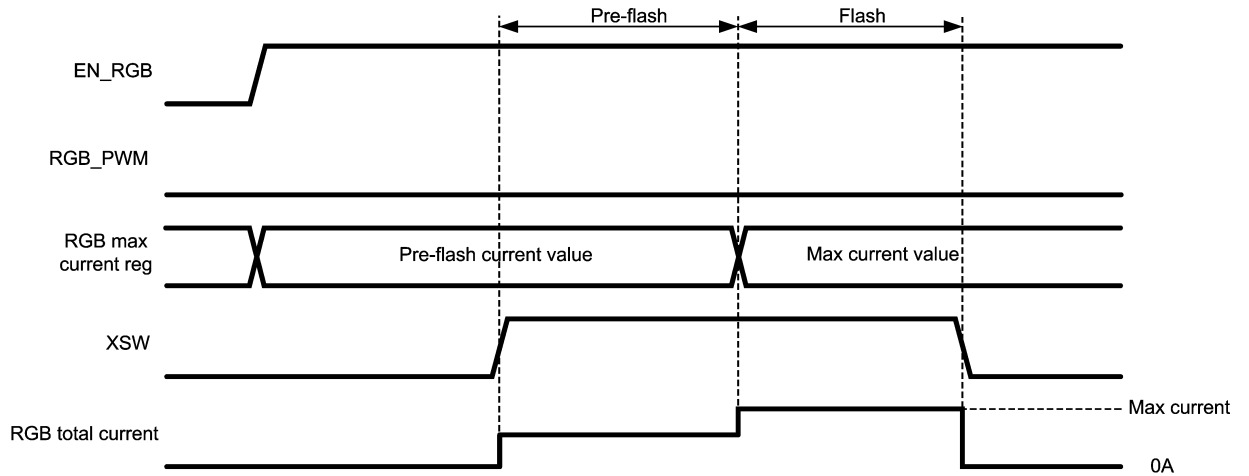 Pre-flash
Flash
EN_RGB
RGB_PWM
RGB max
current reg
Pre-flash current value
Max current value
XSW
RGB total current
Max current
0A